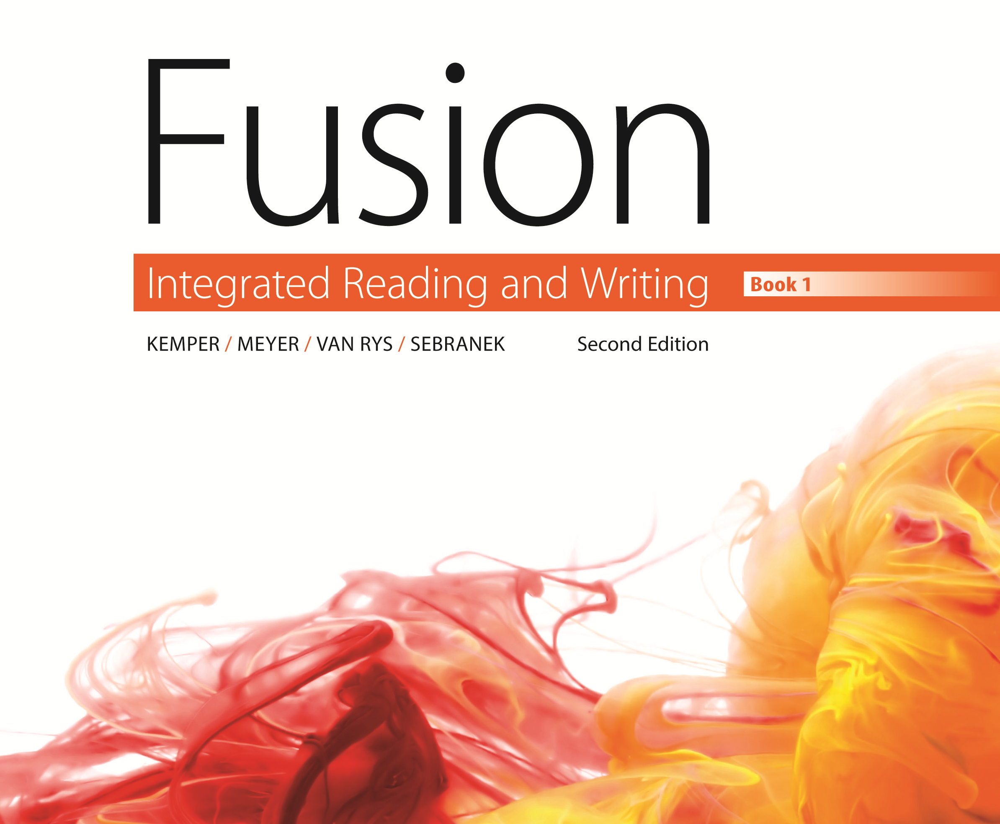 Fusion
Integrated Reading and Writing Book 1
KEMPER / MEYER / VAN RYS / SEBRANEK Second Edition